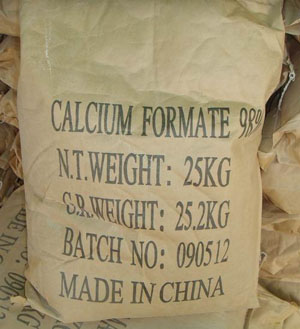 CALCIUM FORMATE 98%
N.T.WEIGHT: 25KG
G.R.WEIGHT: 25.2KG
BATCH NO: 090512
MADE IN CHINA